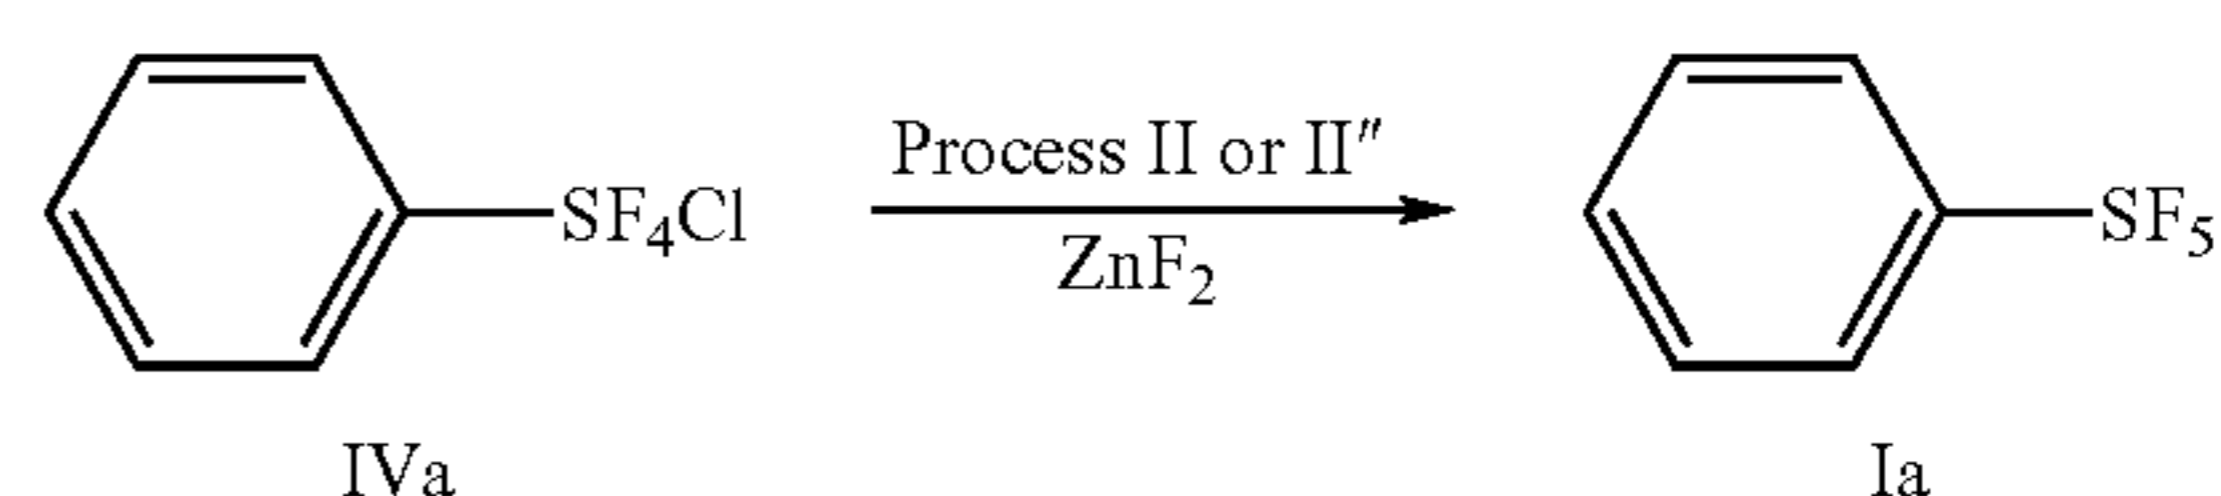 Process II or II″
SF₄Cl
SF₅
ZnF₂
IVa
Ia